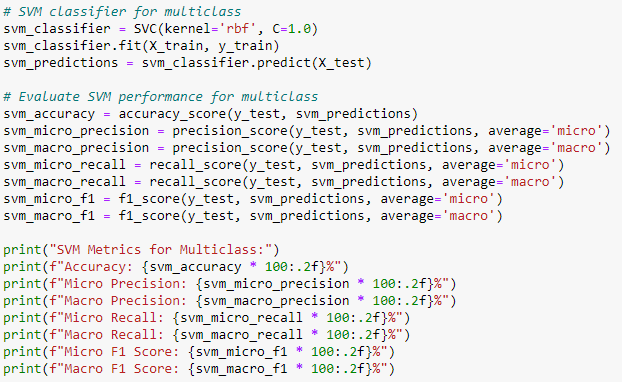 # SVM classifier for multiclass
svm_classifier = SVC(kernel='rbf', C=1.0)
svm_classifier.fit(X_train, y_train)
svm_predictions = svm_classifier.predict(X_test)

# Evaluate SVM performance for multiclass
svm_accuracy = accuracy_score(y_test, svm_predictions)
svm_micro_precision = precision_score(y_test, svm_predictions, average='micro')
svm_macro_precision = precision_score(y_test, svm_predictions, average='macro')
svm_micro_recall = recall_score(y_test, svm_predictions, average='micro')
svm_macro_recall = recall_score(y_test, svm_predictions, average='macro')
svm_micro_f1 = f1_score(y_test, svm_predictions, average='micro')
svm_macro_f1 = f1_score(y_test, svm_predictions, average='macro')

print("SVM Metrics for Multiclass:")
print(f"Accuracy: {svm_accuracy * 100:.2f}%")
print(f"Micro Precision: {svm_micro_precision * 100:.2f}%")
print(f"Macro Precision: {svm_macro_precision * 100:.2f}%")
print(f"Micro Recall: {svm_micro_recall * 100:.2f}%")
print(f"Macro Recall: {svm_macro_recall * 100:.2f}%")
print(f"Micro F1 Score: {svm_micro_f1 * 100:.2f}%")
print(f"Macro F1 Score: {svm_macro_f1 * 100:.2f}%")